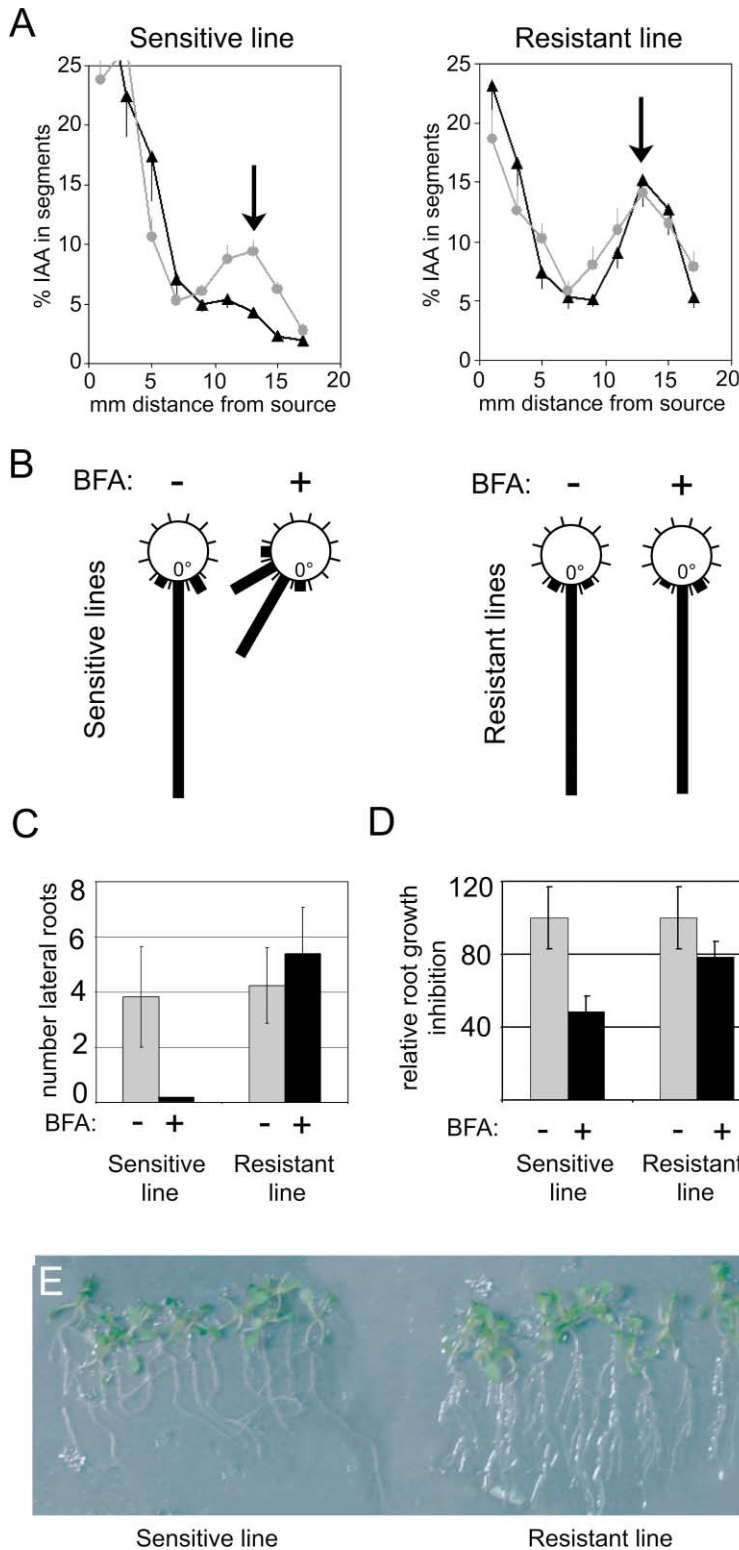 A
Sensitive line
Resistant line
% IAA in segments
25
20
15
10
5
0
0 5 10 15 20
mm distance from source
% IAA in segments
25
20
15
10
5
0
0 5 10 15 20
mm distance from source
B
BFA: - +
Sensitive lines
0° 0°
BFA: - +
Resistant lines
0° 0°
C
number lateral roots
8
6
4
2
0
BFA: - + - +
Sensitive line
Resistant line
D
relative root growth
inhibition
120
80
40
BFA: - + - +
Sensitive line
Resistant line
E
Sensitive line
Resistant line